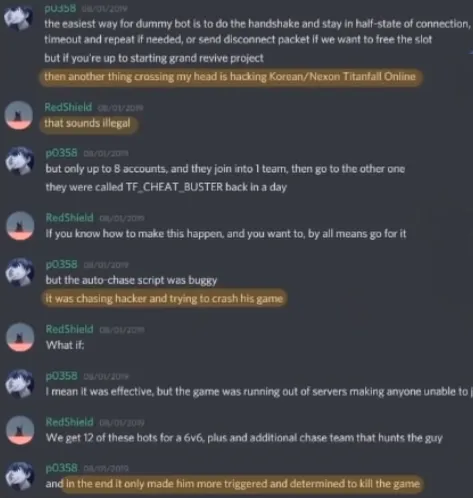 p0358 08/01/2019
the easiest way for dummy bot is to do the handshake and stay in half-state of connection,
timeout and repeat if needed, or send disconnect packet if we want to free the slot
but if you're up to starting grand revive project
then another thing crossing my head is hacking Korean/Nexon Titanfall Online
RedShield 08/01/2019
that sounds illegal
p0358 08/01/2019
but only up to 8 accounts, and they join into 1 team, then go to the other one
they were called TF_CHEAT_BUSTER back in a day
RedShield 08/01/2019
If you know how to make this happen, and you want to, by all means go for it
p0358 08/01/2019
but the auto-chase script was buggy
it was chasing hacker and trying to crash his game
RedShield 08/01/2019
What if:
p0358 08/01/2019
I mean it was effective, but the game was running out of servers making anyone unable to j
RedShield 08/01/2019
We get 12 of these bots for a 6v6, plus and additional chase team that hunts the guy
p0358 08/01/2019
and in the end it only made him more triggered and determined to kill the game